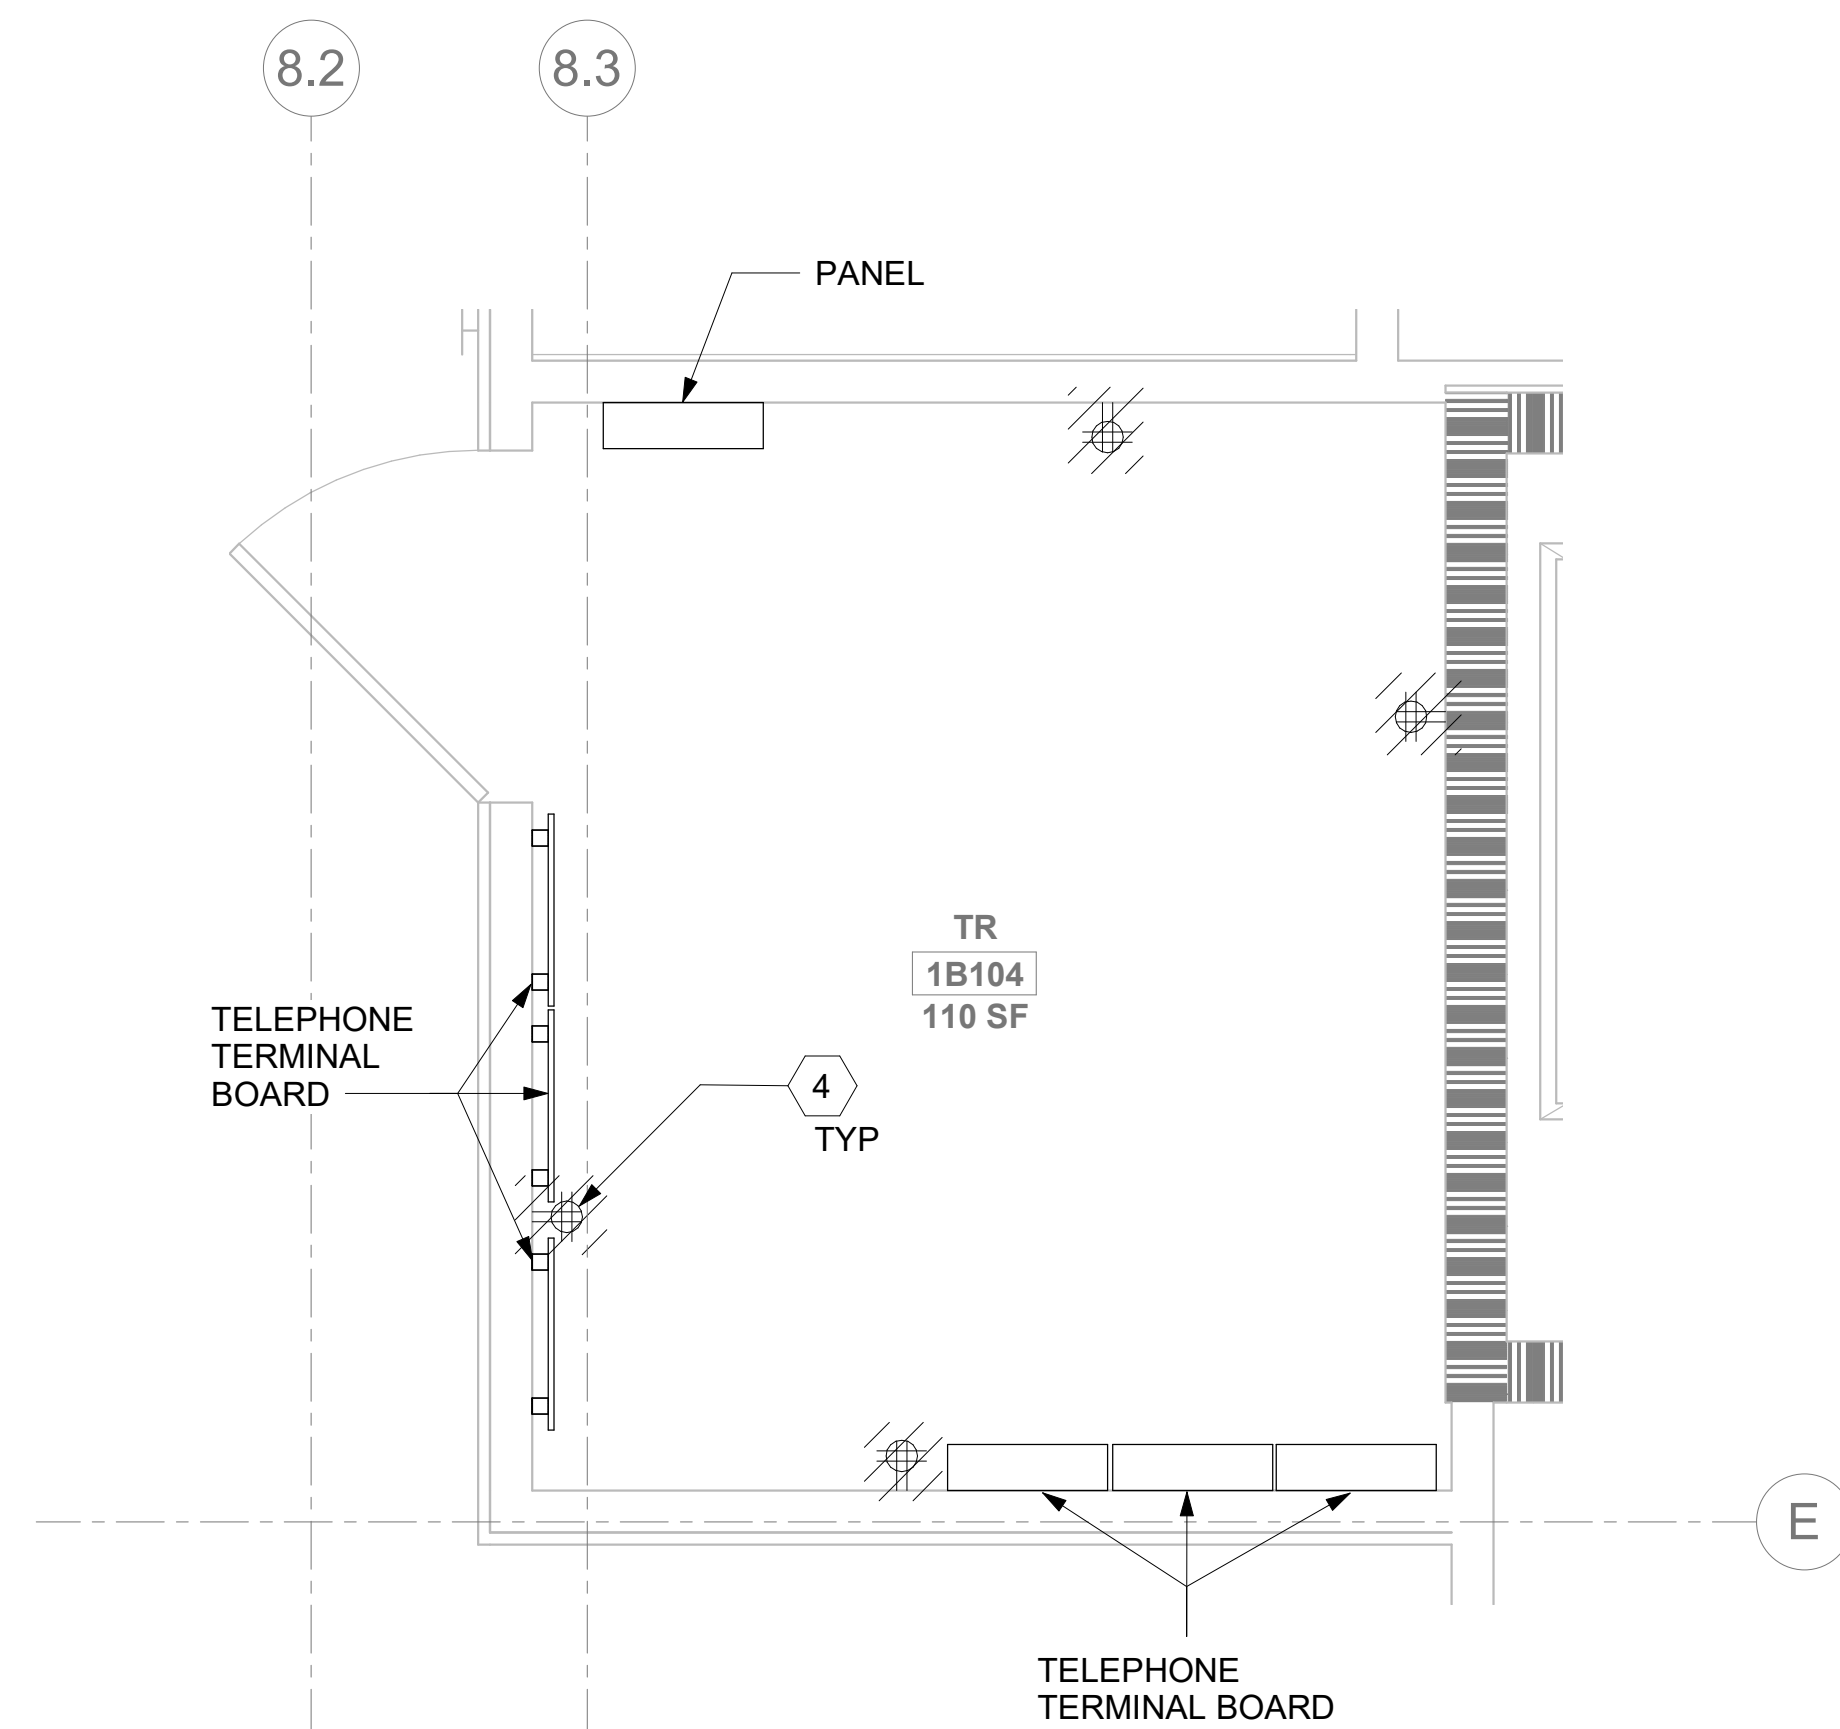 8.2
8.3
PANEL
TR
1B104
110 SF
TELEPHONE
TERMINAL
BOARD
4
TYP
E
TELEPHONE
TERMINAL BOARD